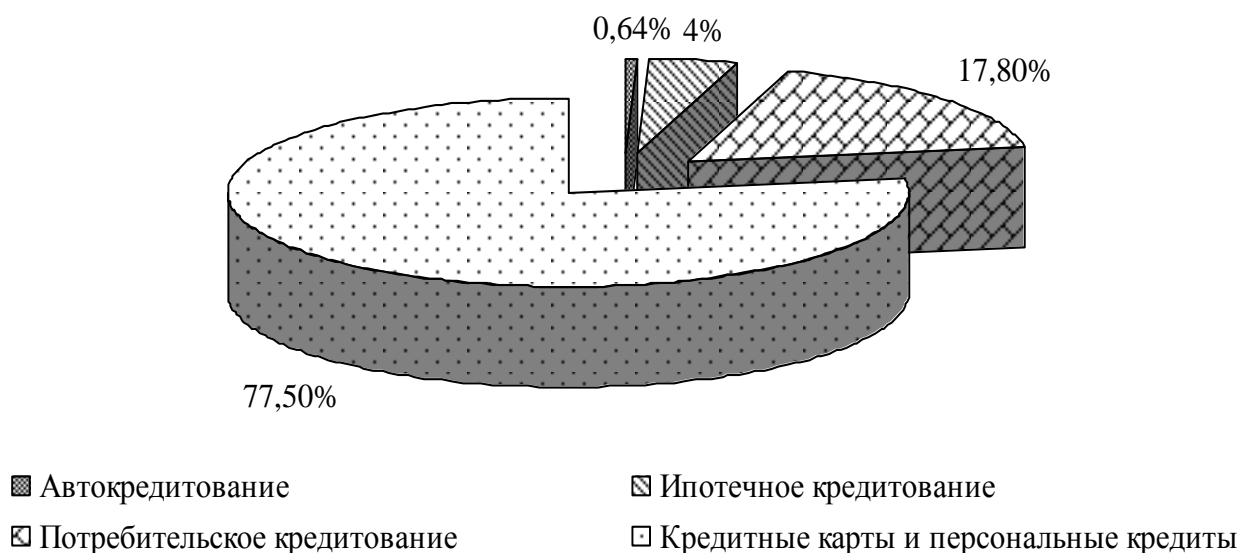 0,64% 4%
17,80%
77,50%
Автокредитование
Ипотечное кредитование
Потребительское кредитование
Кредитные карты и персональные кредиты